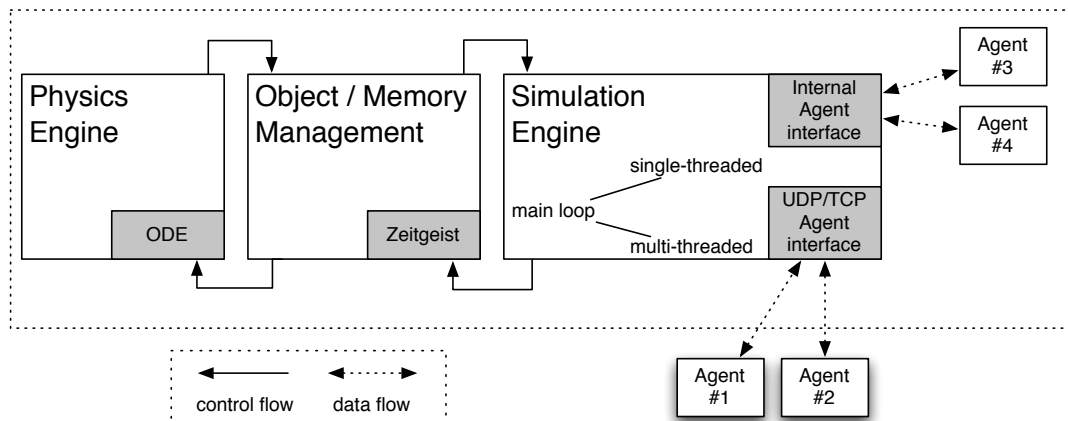 Physics
Engine
ODE
Object / Memory
Management
Zeitgeist
Simulation
Engine
main loop
single-threaded
multi-threaded
Internal
Agent
interface
UDP/TCP
Agent
interface
Agent
#3
Agent
#4
Agent
#1
Agent
#2
control flow
data flow